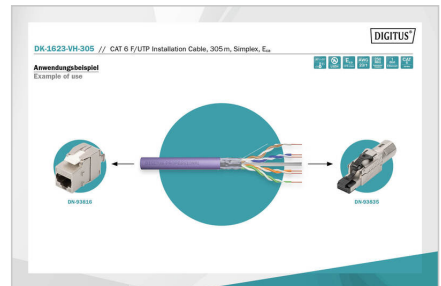 DIGITUS®
DK-1623-VH-305 // CAT 6 F/UTP Installation Cable, 305 m, Simplex, Eca
Anwendungsbeispiel
Example of use
DN-93616
DN-93635